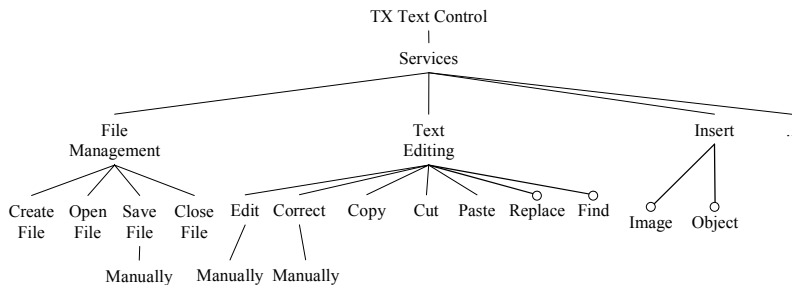 TX Text Control
Services
File
Management
Text
Editing
Insert
Create
File
Open
File
Save
File
Close
File
Edit
Correct
Copy
Cut
Paste
Replace
Find
Image
Object
Manually
Manually
Manually